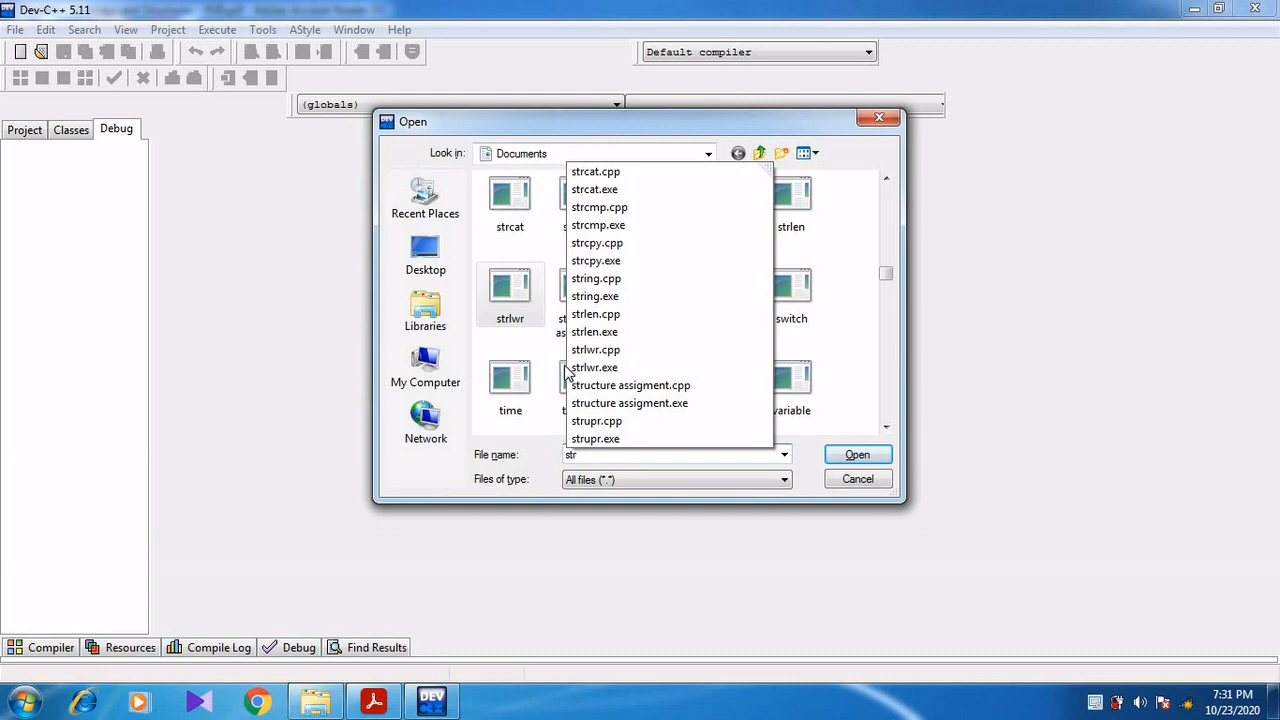 Dev-C++ 5.11
File Edit Search View Project Execute Tools AStyle Window Help
Default compiler
(globals)
Project Classes Debug
Open
Look in: Documents
Recent Places
Desktop
Libraries
My Computer
Network
strcat
strlen
strlwr
switch
time
variable
strcat.cpp
strcat.exe
strcmp.cpp
strcmp.exe
strcpy.cpp
strcpy.exe
string.cpp
string.exe
strlen.cpp
strlen.exe
strlwr.cpp
strlwr.exe
structure assigment.cpp
structure assigment.exe
strupr.cpp
strupr.exe
File name: str Open
Files of type: All files (*.*) Cancel
Compiler Resources Compile Log Debug Find Results
DEV
7:31 PM
10/23/2020